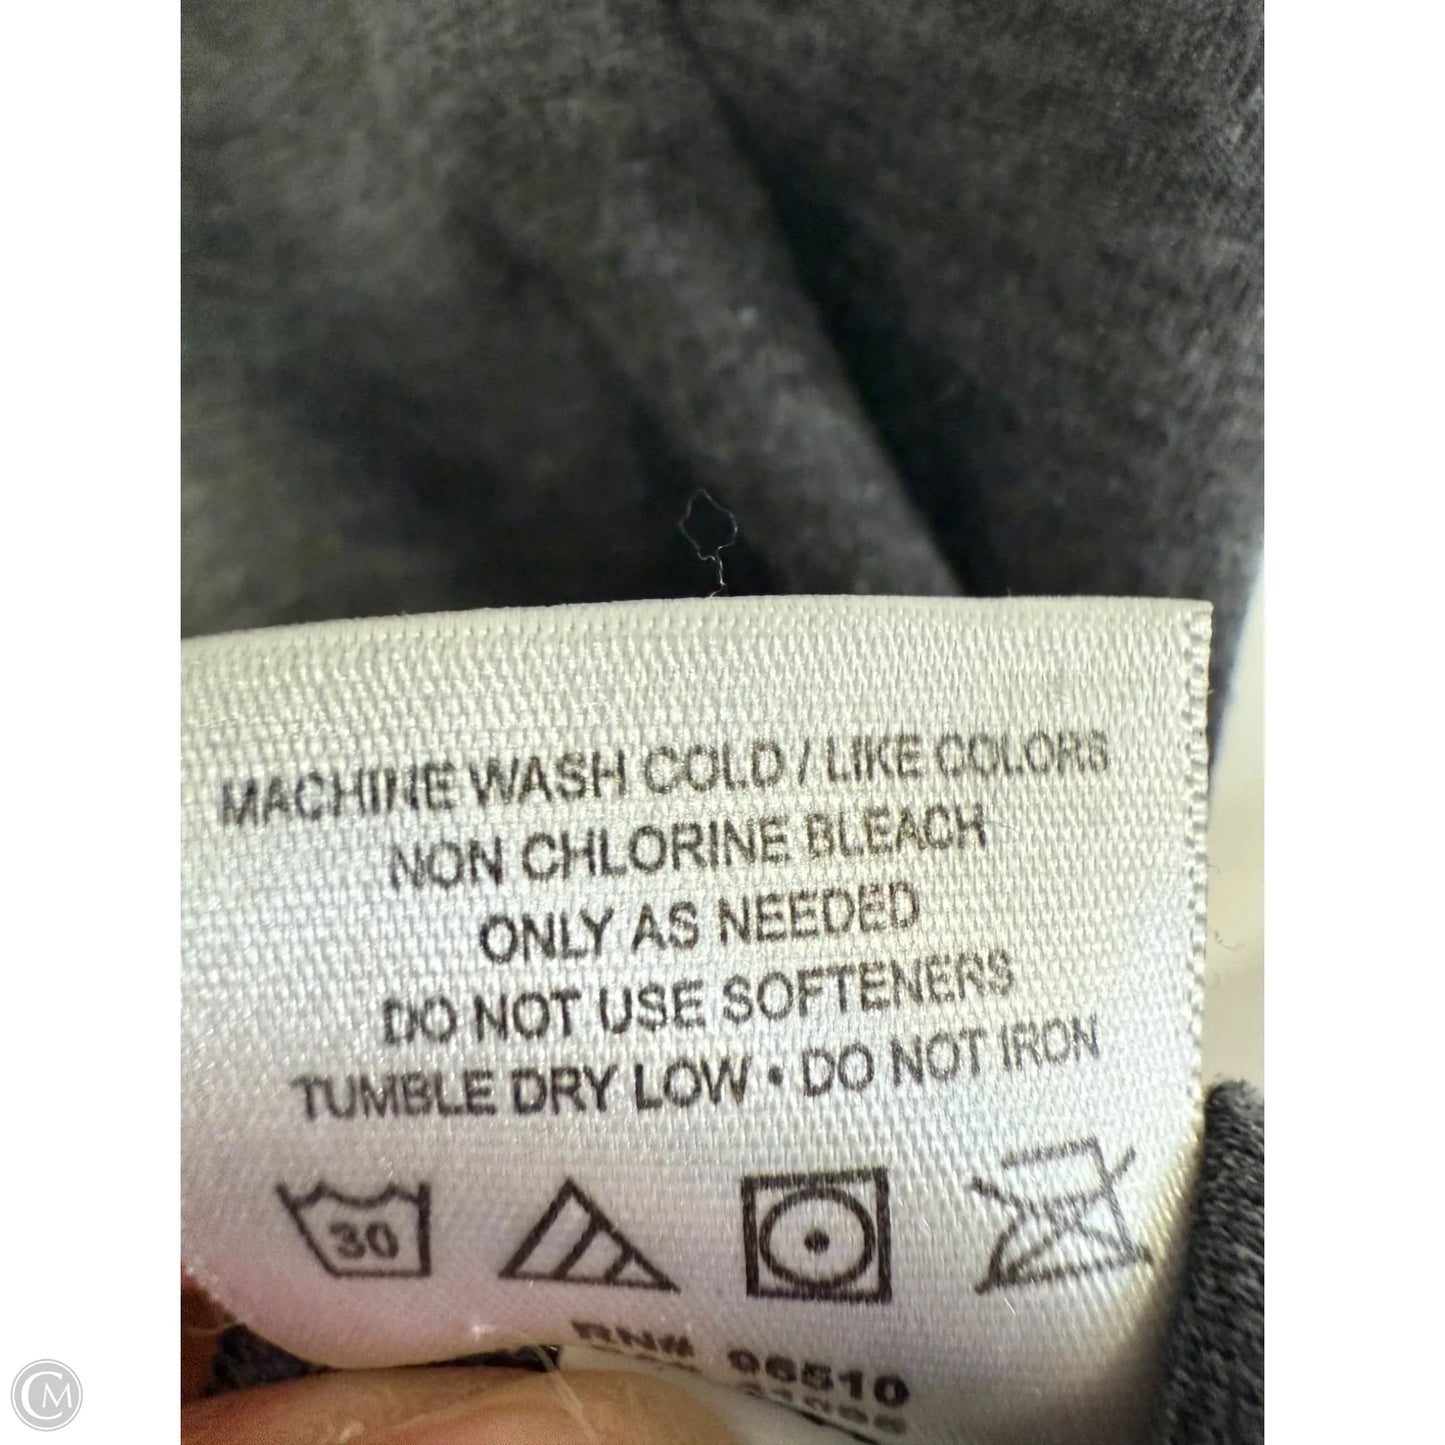 MACHINE WASH COLD / LIKE COLORS
NON CHLORINE BLEACH
ONLY AS NEEDED
DO NOT USE SOFTENERS
TUMBLE DRY LOW • DO NOT IRON
30
RN# 96510
CM